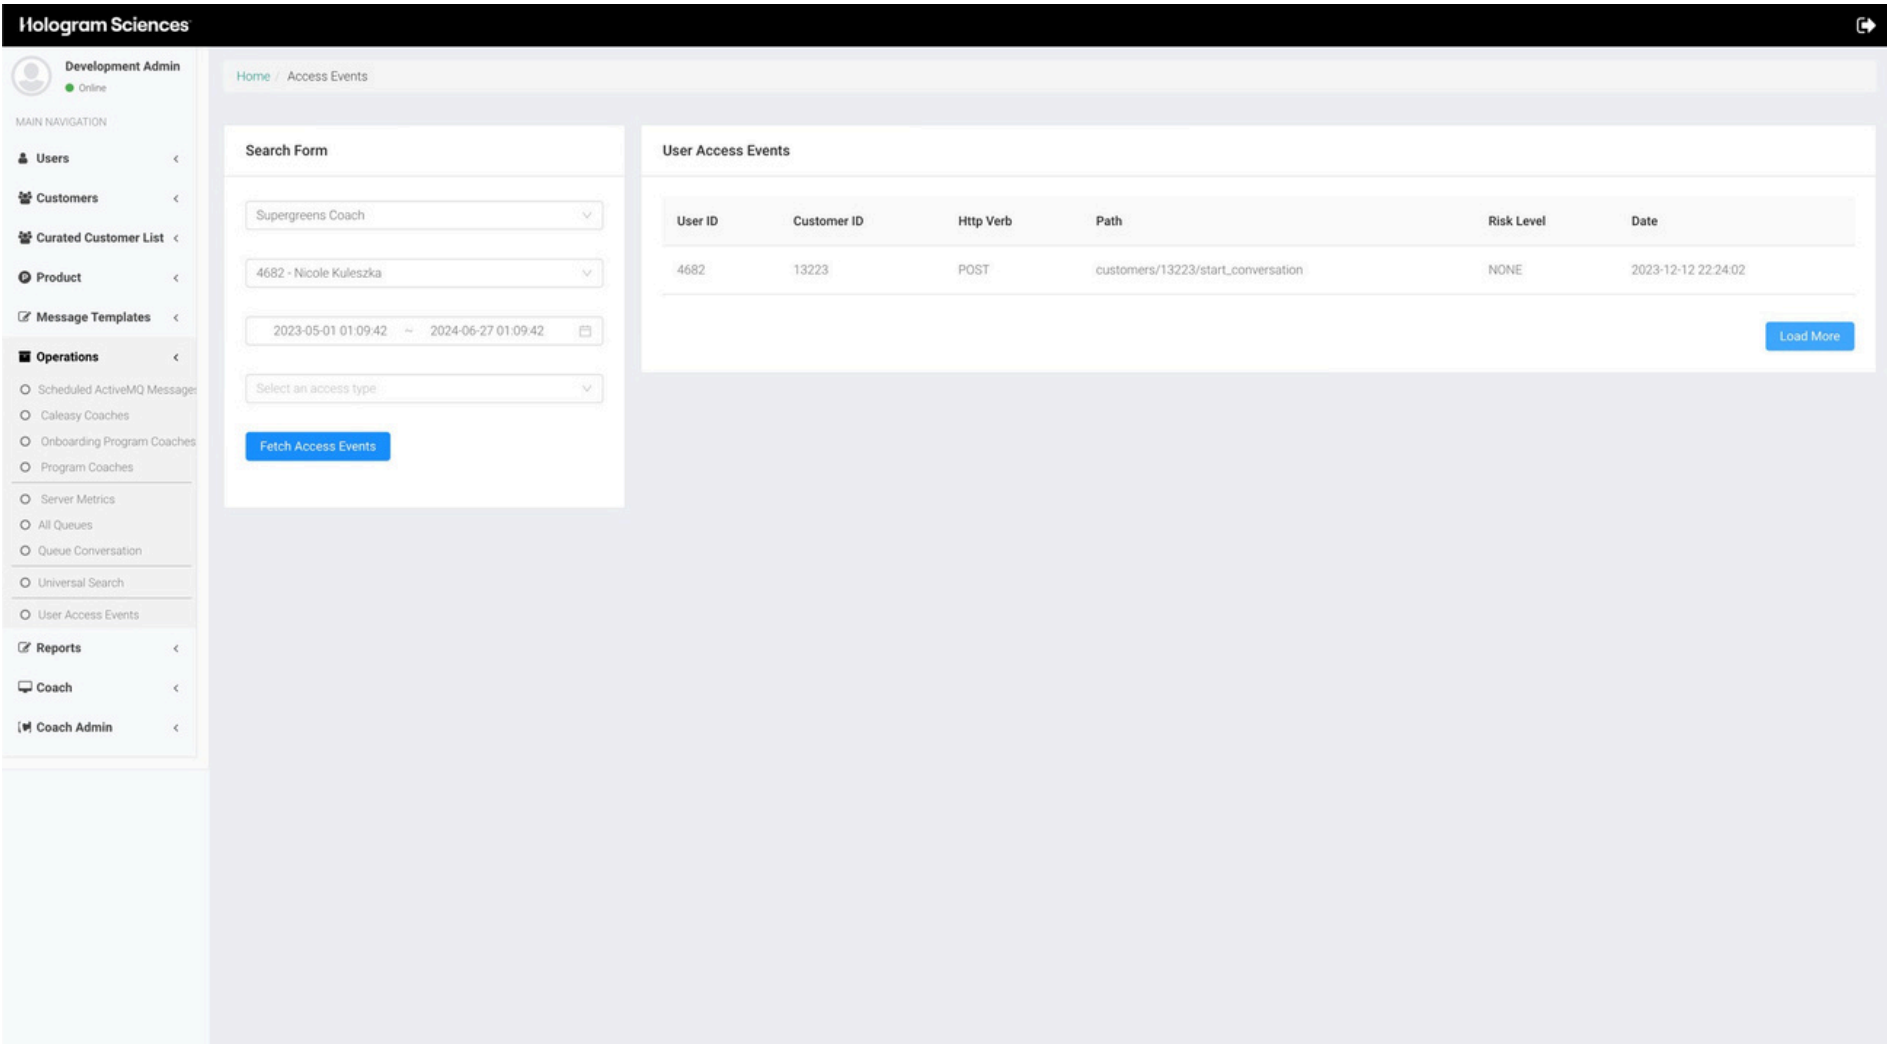 Hologram Sciences
Development Admin
Online
MAIN NAVIGATION
Users
Customers
Curated Customer List
Product
Message Templates
Operations
Scheduled ActiveMQ Messages
Caleasy Coaches
Onboarding Program Coaches
Program Coaches
Server Metrics
All Queues
Queue Conversation
Universal Search
User Access Events
Reports
Coach
Coach Admin
Home / Access Events
Search Form
Supergreens Coach
4682 - Nicole Kuleszka
2023-05-01 01:09:42 ~ 2024-06-27 01:09:42
Select an access type
Fetch Access Events
User Access Events
User ID Customer ID Http Verb Path Risk Level Date
4682 13223 POST customers/13223/start_conversation NONE 2023-12-12 22:24:02
Load More